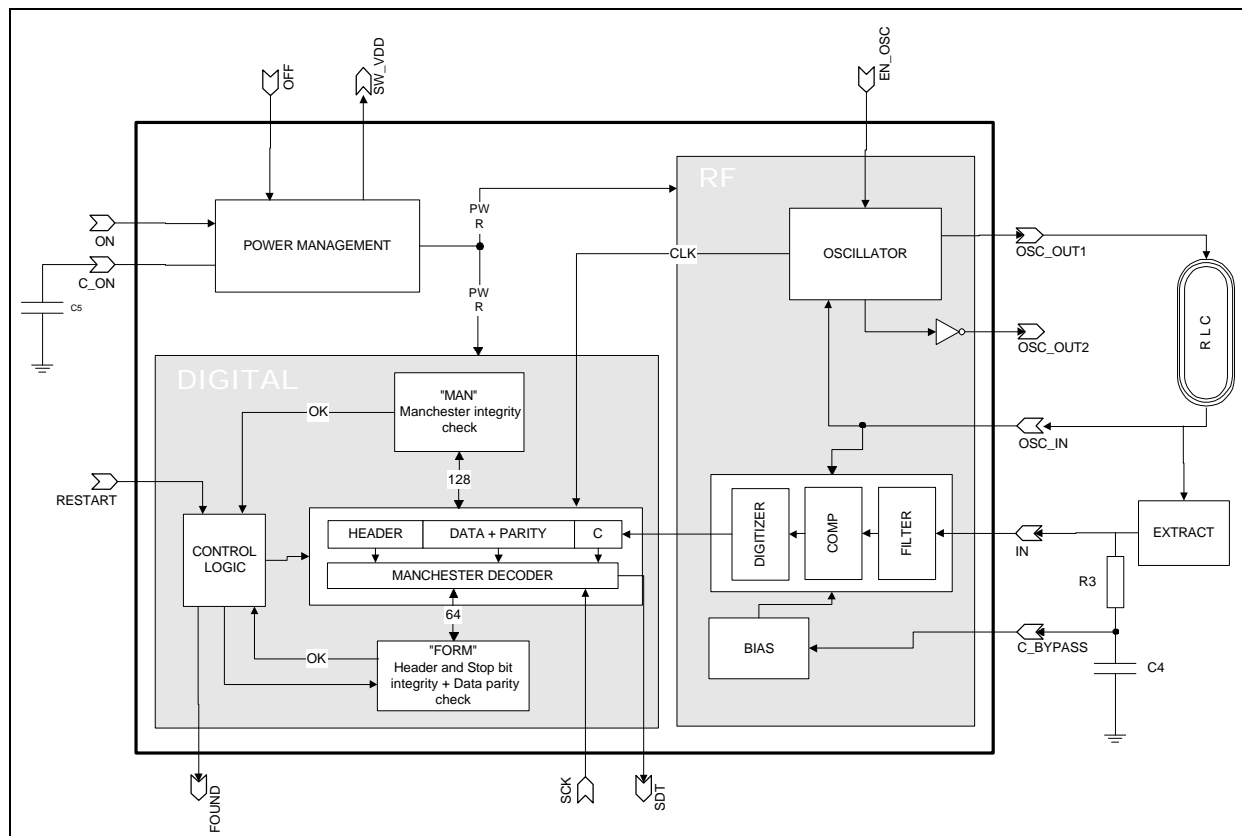 OFF
SW_VDD
EN_OSC
RF
ON
POWER MANAGEMENT
PW
R
CLK
OSCILLATOR
OSC_OUT1
C_ON
C5
PW
R
OSC_OUT2
R L C
DIGITAL
"MAN"
Manchester integrity
check
OK
OSC_IN
128
RESTART
CONTROL
LOGIC
HEADER
DATA + PARITY
C
MANCHESTER DECODER
DIGITIZER
COMP
FILTER
IN
EXTRACT
R3
64
"FORM"
Header and Stop bit
integrity + Data parity
check
OK
BIAS
C_BYPASS
C4
FOUND
SCK
SDT